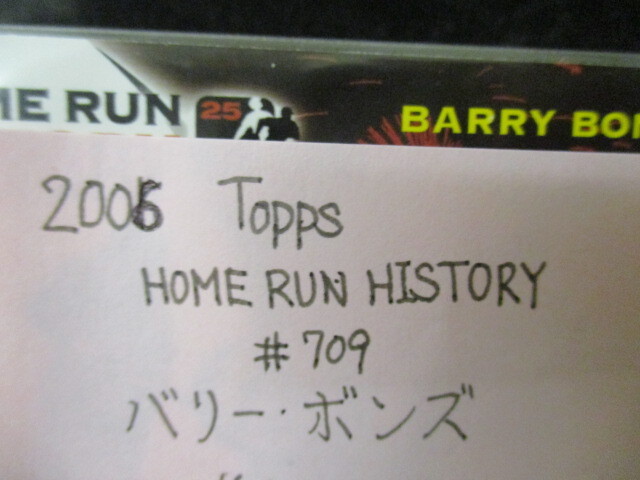 ME RUN 25 BARRY BO
2006 Topps
HOME RUN HISTORY
#709
バリー・ボンズ